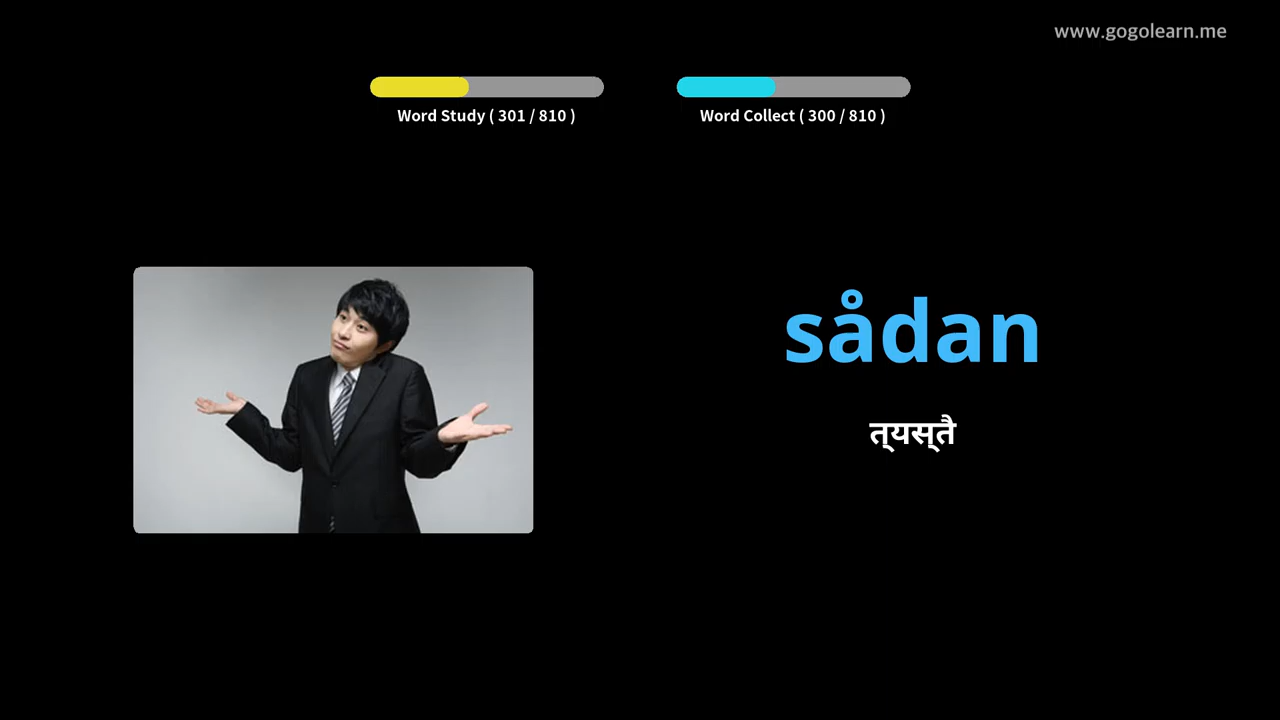 www.gogolearn.me
Word Study ( 301 / 810 )
Word Collect ( 300 / 810 )
sådan
त्यस्तै